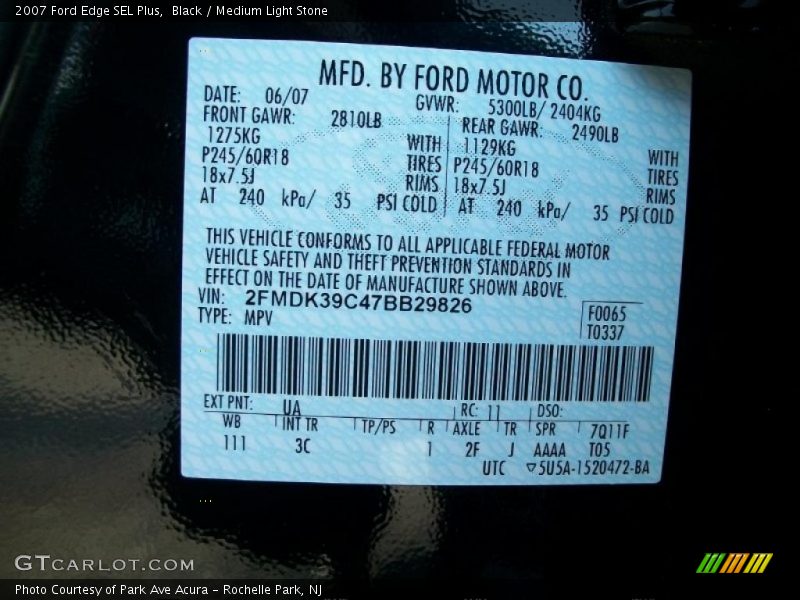 2007 Ford Edge SEL Plus,  Black / Medium Light Stone
MFD. BY FORD MOTOR CO.
DATE: 06/07 GVWR: 5300LB/ 2404KG
FRONT GAWR: 2810LB REAR GAWR: 2490LB
1275KG WITH 1129KG WITH
P245/60R18 TIRES P245/60R18 TIRES
18x7.5J RIMS 18x7.5J RIMS
AT 240 kPa/ 35 PSI COLD AT 240 kPa/ 35 PSI COLD
THIS VEHICLE CONFORMS TO ALL APPLICABLE FEDERAL MOTOR
VEHICLE SAFETY AND THEFT PREVENTION STANDARDS IN
EFFECT ON THE DATE OF MANUFACTURE SHOWN ABOVE.
VIN: 2FMDK39C47BB29826 F0065
TYPE: MPV T0337
EXT PNT: UA RC: 11 DSO:
WB INT TR TP/PS R AXLE TR SPR 7Q11F
111 3C 1 2F J AAAA T05
UTC ▽5U5A-1520472-BA
GTCARLOT.COM
Photo Courtesy of Park Ave Acura - Rochelle Park, NJ